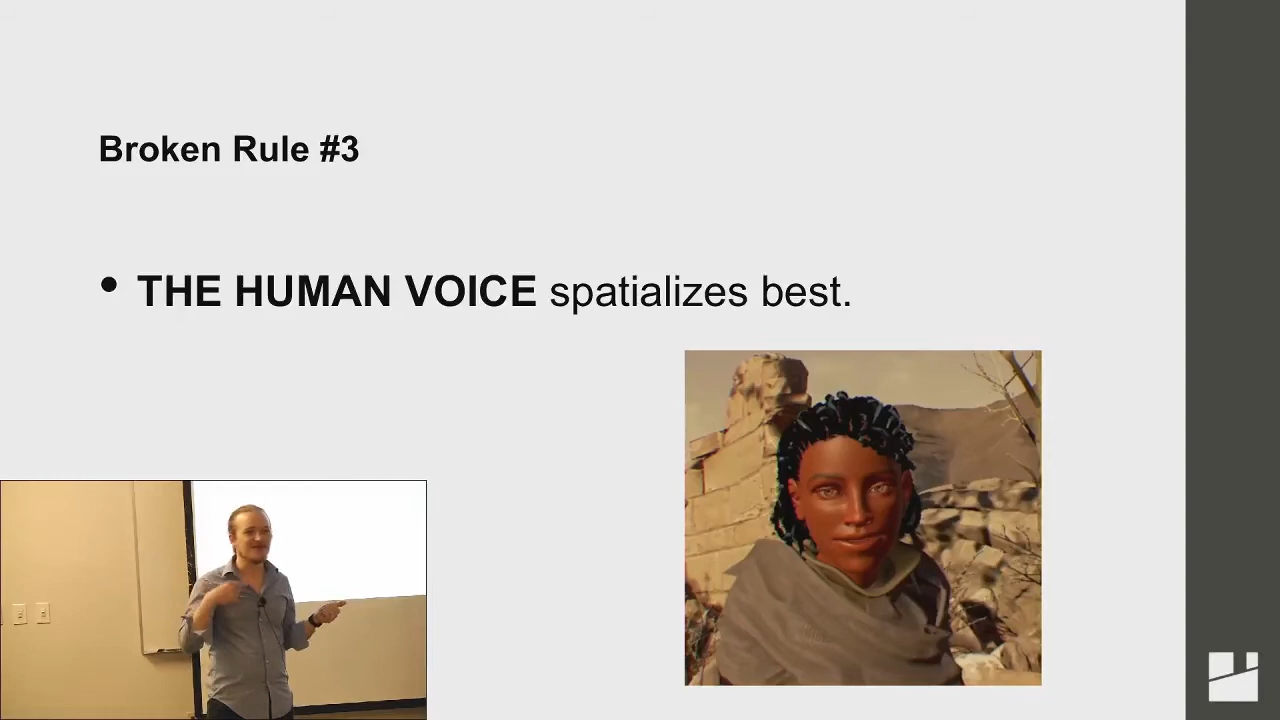 Broken Rule #3
• THE HUMAN VOICE spatializes best.